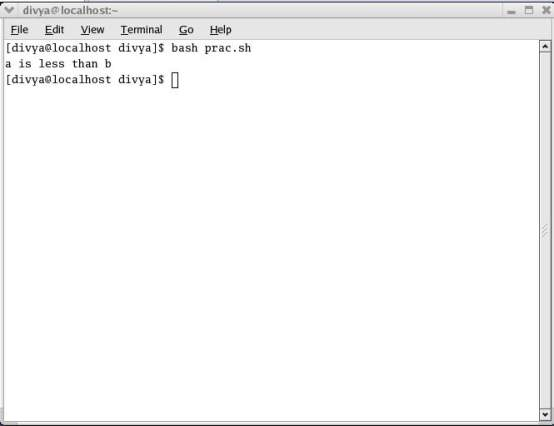 divya@localhost:~
File Edit View Terminal Go Help
[divya@localhost divya]$ bash prac.sh
a is less than b
[divya@localhost divya]$